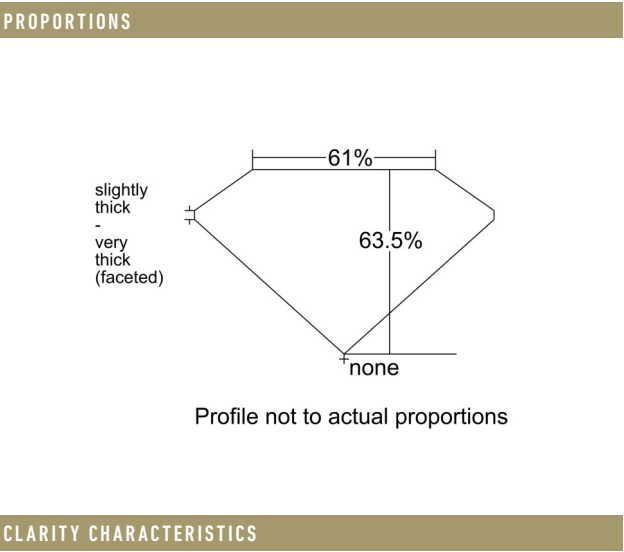 PROPORTIONS
61%
slightly
thick
-
very
thick
(faceted)
63.5%
none
Profile not to actual proportions
CLARITY CHARACTERISTICS